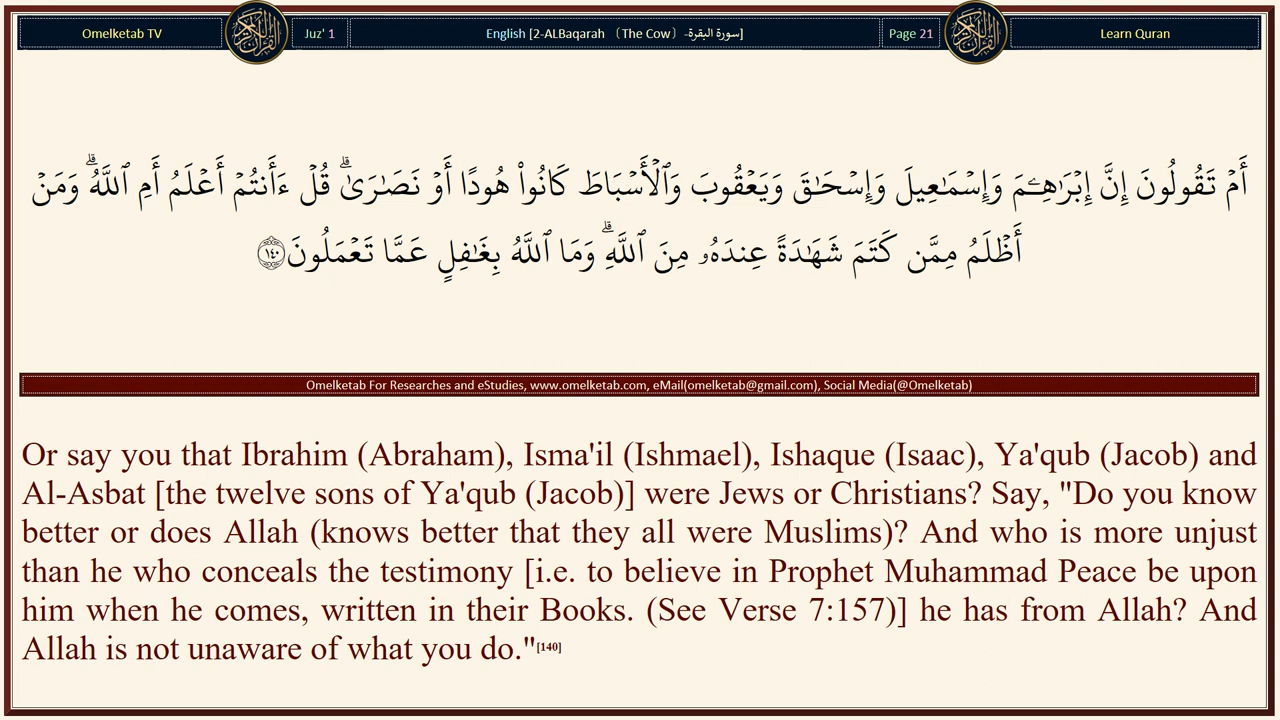 Omelketab TV
Juz' 1
English [2-ALBaqarah （The Cow） -سورة البقرة]
Page 21
Learn Quran
أَمۡ تَقُولُونَ إِنَّ إِبۡرَٰهِـۧمَ وَإِسۡمَٰعِيلَ وَإِسۡحَٰقَ وَيَعۡقُوبَ وَٱلۡأَسۡبَاطَ كَانُواْ هُودًا أَوۡ نَصَٰرَىٰۗ قُلۡ ءَأَنتُمۡ أَعۡلَمُ أَمِ ٱللَّهُۗ وَمَنۡ
أَظۡلَمُ مِمَّن كَتَمَ شَهَٰدَةً عِندَهُۥ مِنَ ٱللَّهِۗ وَمَا ٱللَّهُ بِغَٰفِلٍ عَمَّا تَعۡمَلُونَ ١٤٠
Omelketab For Researches and eStudies, www.omelketab.com, eMail(omelketab@gmail.com), Social Media(@Omelketab)
Or say you that Ibrahim (Abraham), Isma'il (Ishmael), Ishaque (Isaac), Ya'qub (Jacob) and
Al-Asbat [the twelve sons of Ya'qub (Jacob)] were Jews or Christians? Say, "Do you know
better or does Allah (knows better that they all were Muslims)? And who is more unjust
than he who conceals the testimony [i.e. to believe in Prophet Muhammad Peace be upon
him when he comes, written in their Books. (See Verse 7:157)] he has from Allah? And
Allah is not unaware of what you do."[140]